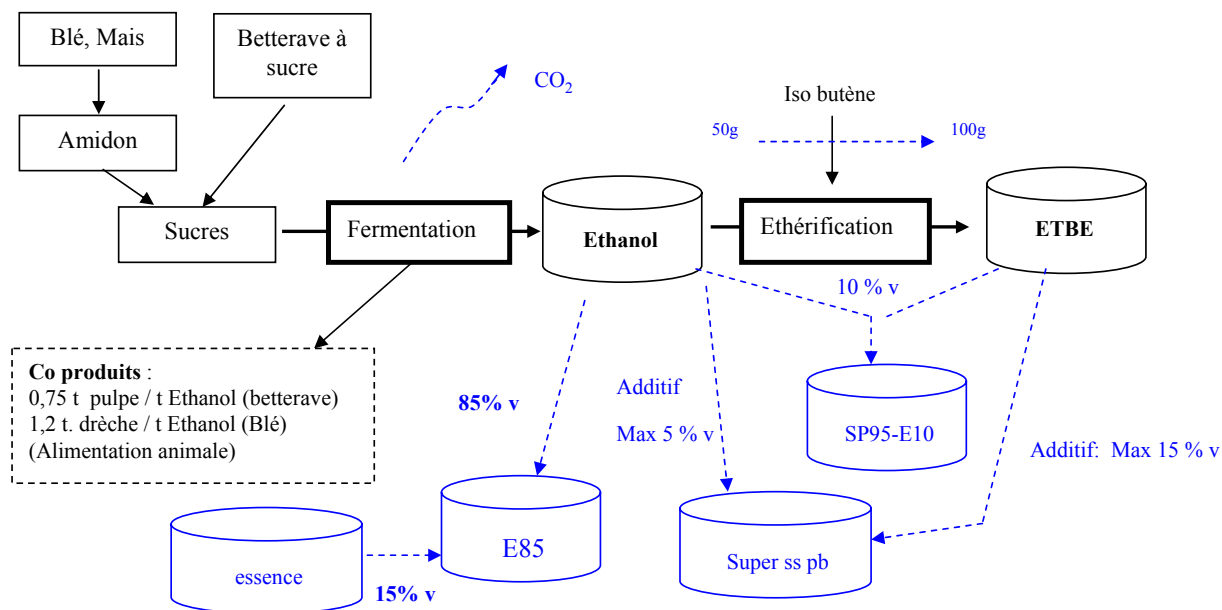 Blé, Mais
Betterave à
sucre
CO2
Iso butène
50g
100g
Amidon
Sucres
Fermentation
Ethanol
Ethérification
ETBE
10 % v
Co produits :
0,75 t pulpe / t Ethanol (betterave)
1,2 t. drèche / t Ethanol (Blé)
(Alimentation animale)
85% v
Additif
Max 5 % v
SP95-E10
Additif: Max 15 % v
essence
15% v
E85
Super ss pb